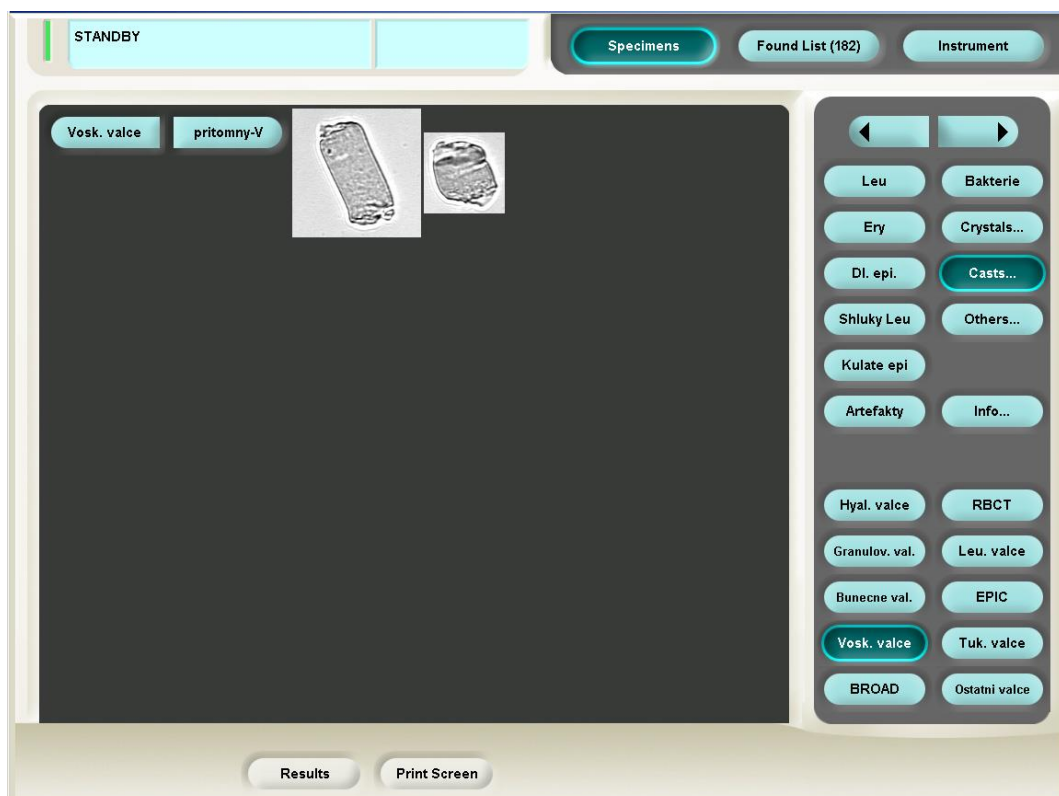 STANDBY
Specimens
Found List (182)
Instrument
Vosk. valce
pritomny-V
Leu
Bakterie
Ery
Crystals...
Dl. epi.
Casts...
Shluky Leu
Others...
Kulate epi
Artefakty
Info...
Hyal. valce
RBCT
Granulov. val.
Leu. valce
Bunecne val.
EPIC
Vosk. valce
Tuk. valce
BROAD
Ostatni valce
Results
Print Screen